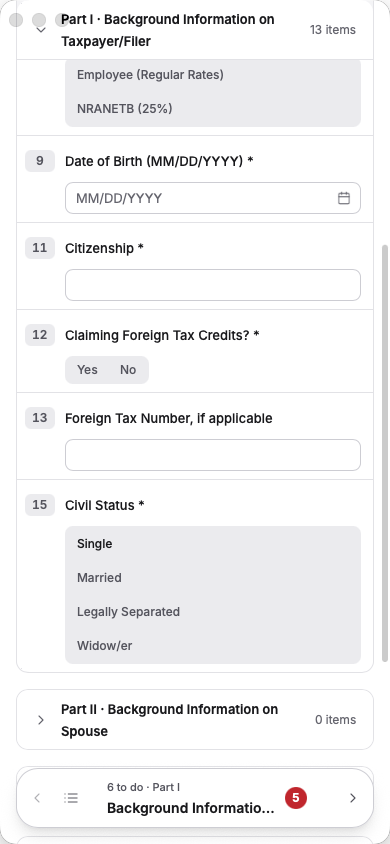 Part I · Background Information on
Taxpayer/Filer
13 items
Employee (Regular Rates)
NRANETB (25%)
9 Date of Birth (MM/DD/YYYY) *
MM/DD/YYYY
11 Citizenship *
12 Claiming Foreign Tax Credits? *
Yes No
13 Foreign Tax Number, if applicable
15 Civil Status *
Single
Married
Legally Separated
Widow/er
Part II · Background Information on
Spouse
0 items
6 to do · Part I
Background Informatio...
5